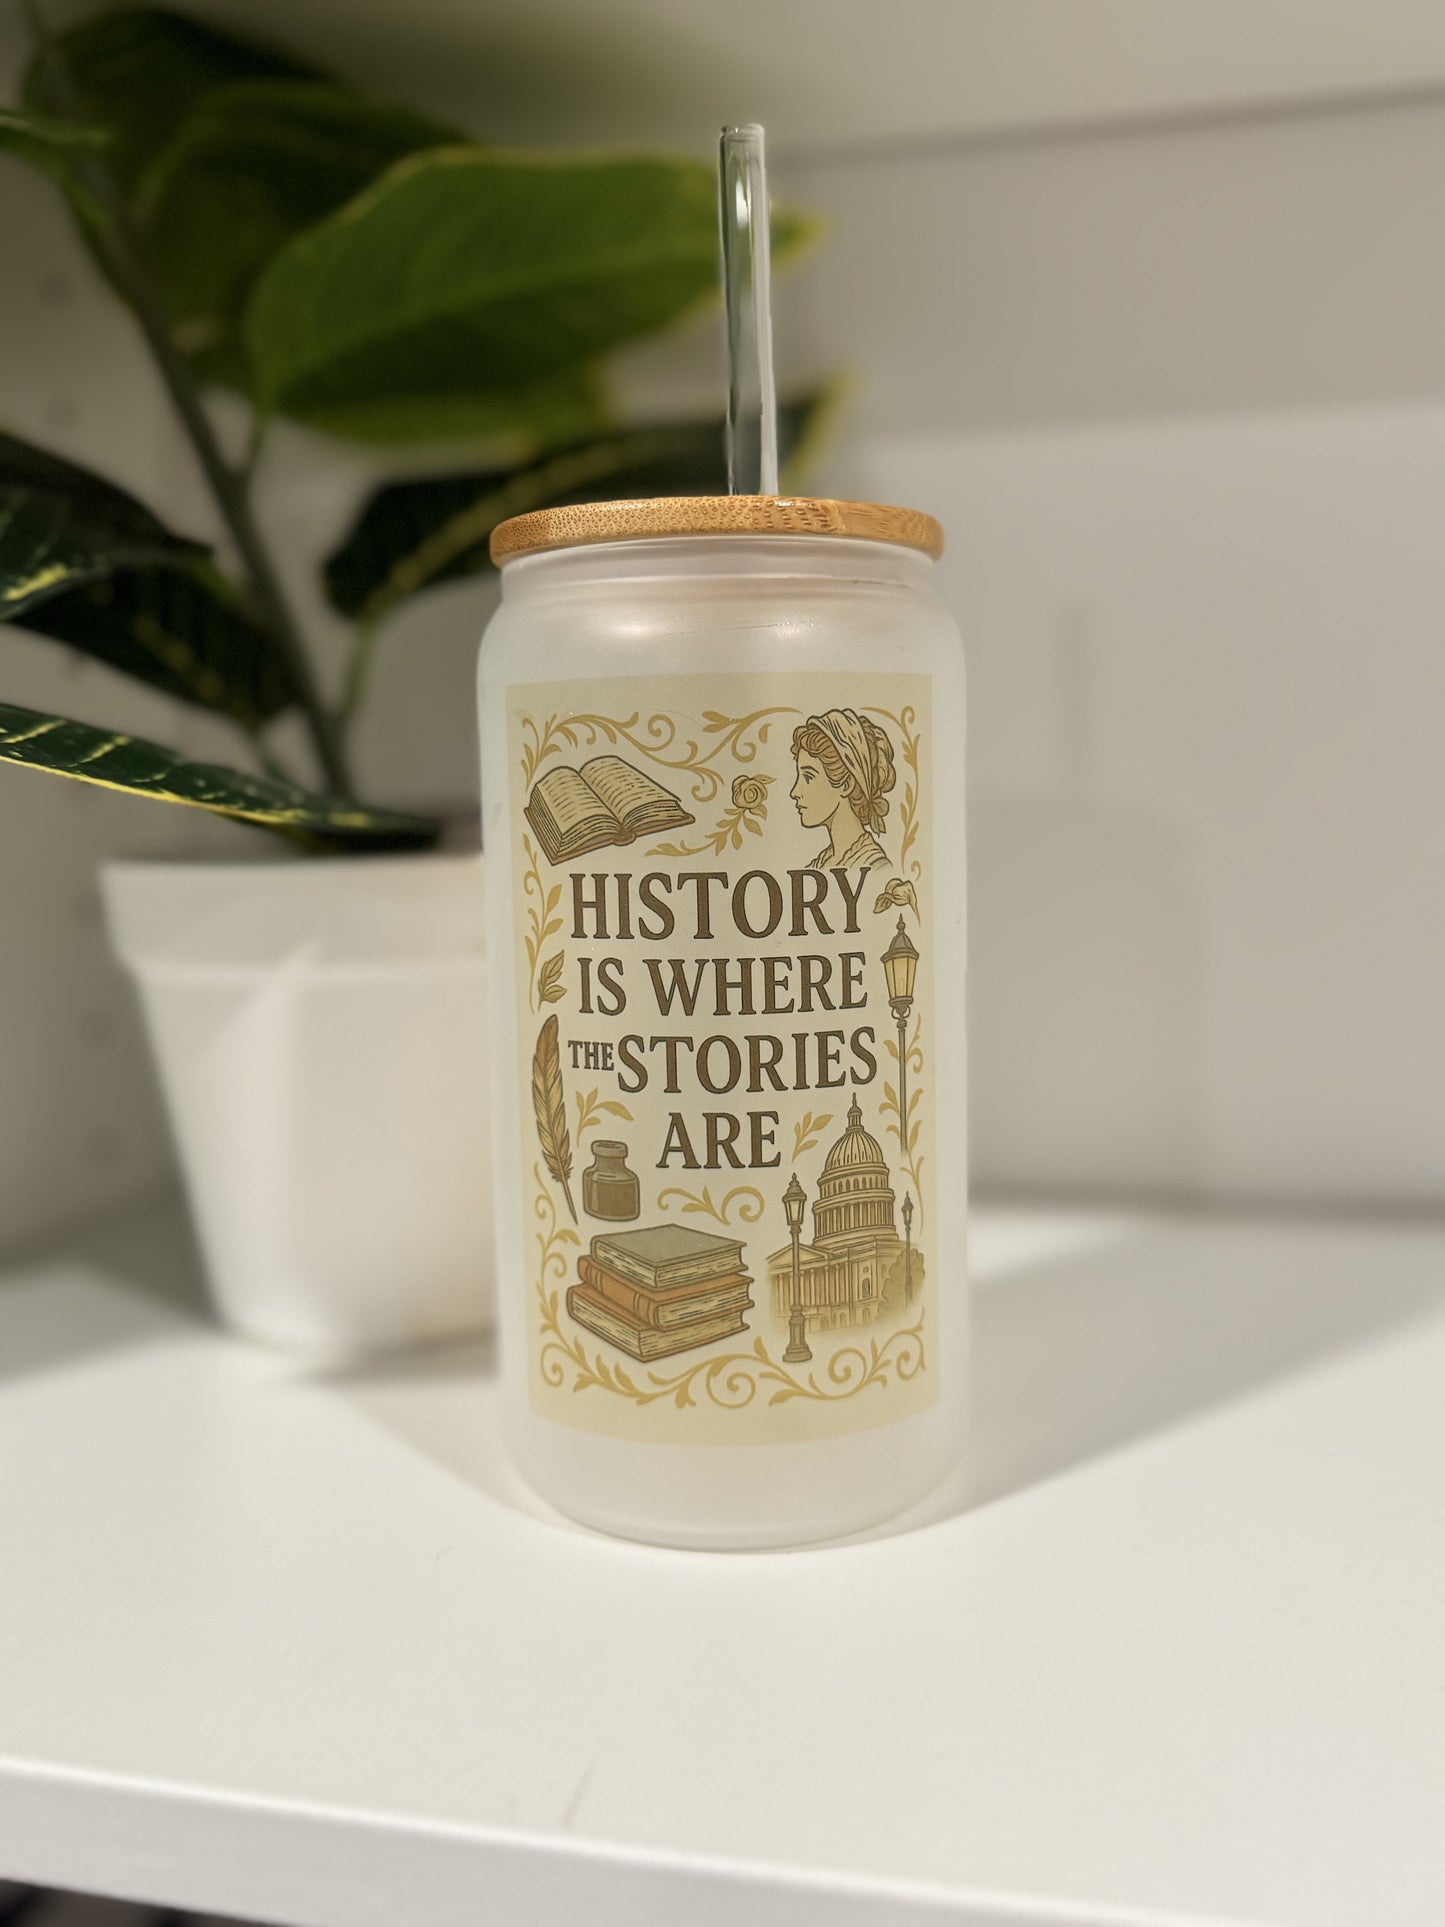 HISTORY
IS WHERE
THE STORIES
ARE